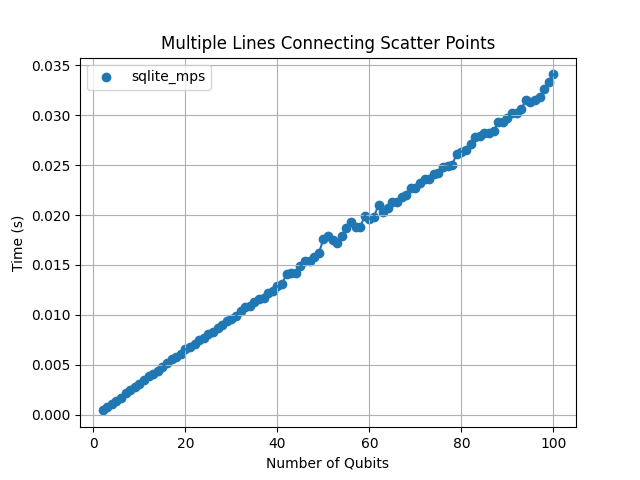 Multiple Lines Connecting Scatter Points
sqlite_mps
0.035
0.030
0.025
0.020
0.015
0.010
0.005
0.000
Time (s)
0 20 40 60 80 100
Number of Qubits